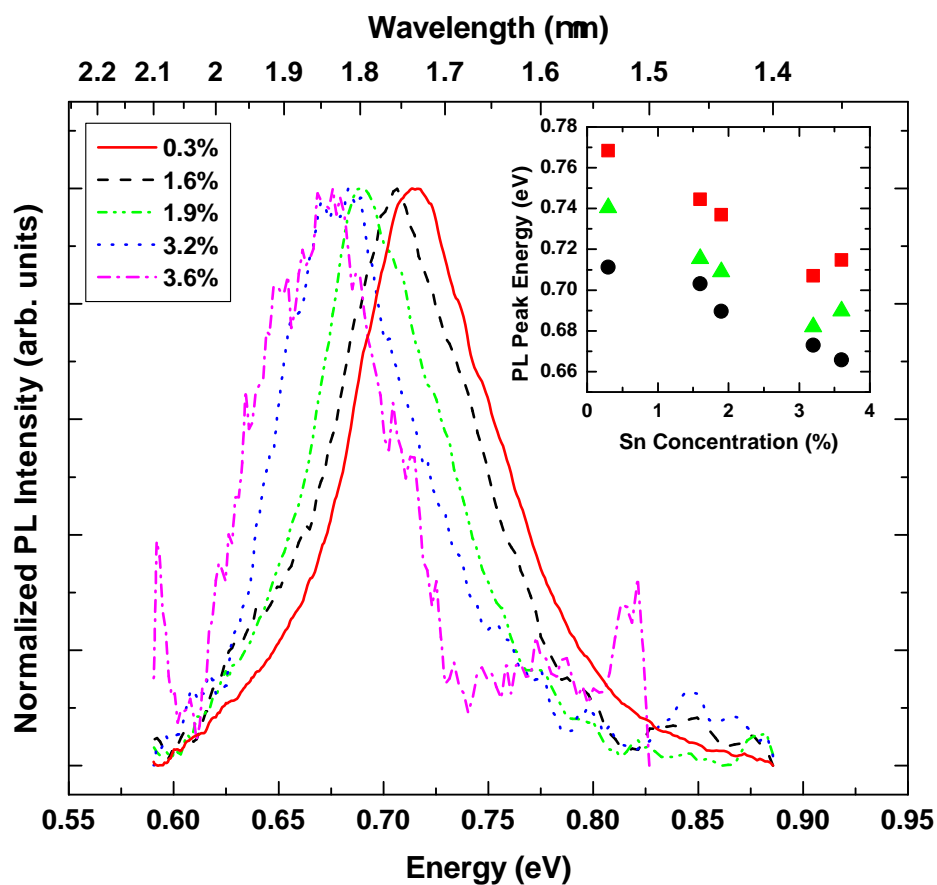 Wavelength (mm)
2.2 2.1 2 1.9 1.8 1.7 1.6 1.5 1.4
0.3%
1.6%
1.9%
3.2%
3.6%
0.78
0.74
0.72
0.70
0.68
0.66
PL Peak Energy (eV)
0 1 2 3 4
Sn Concentration (%)
Normalized PL Intensity (arb. units)
0.55 0.60 0.65 0.70 0.75 0.80 0.85 0.90 0.95
Energy (eV)